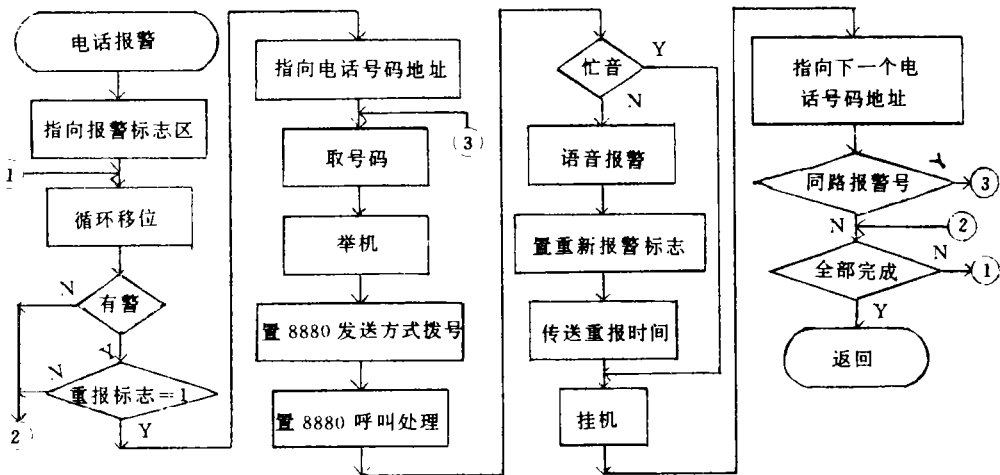 电话报警
指向报警标志区
1
循环移位
有警
N
Y
重报标志=1
N
Y
2
指向电话号码地址
3
取号码
举机
置8880发送方式拨号
置8880呼叫处理
忙音
Y
N
语音报警
置重新报警标志
传送重报时间
挂机
指向下一个电
话号码地址
同路报警号
Y
3
N
2
全部完成
N
1
Y
返回